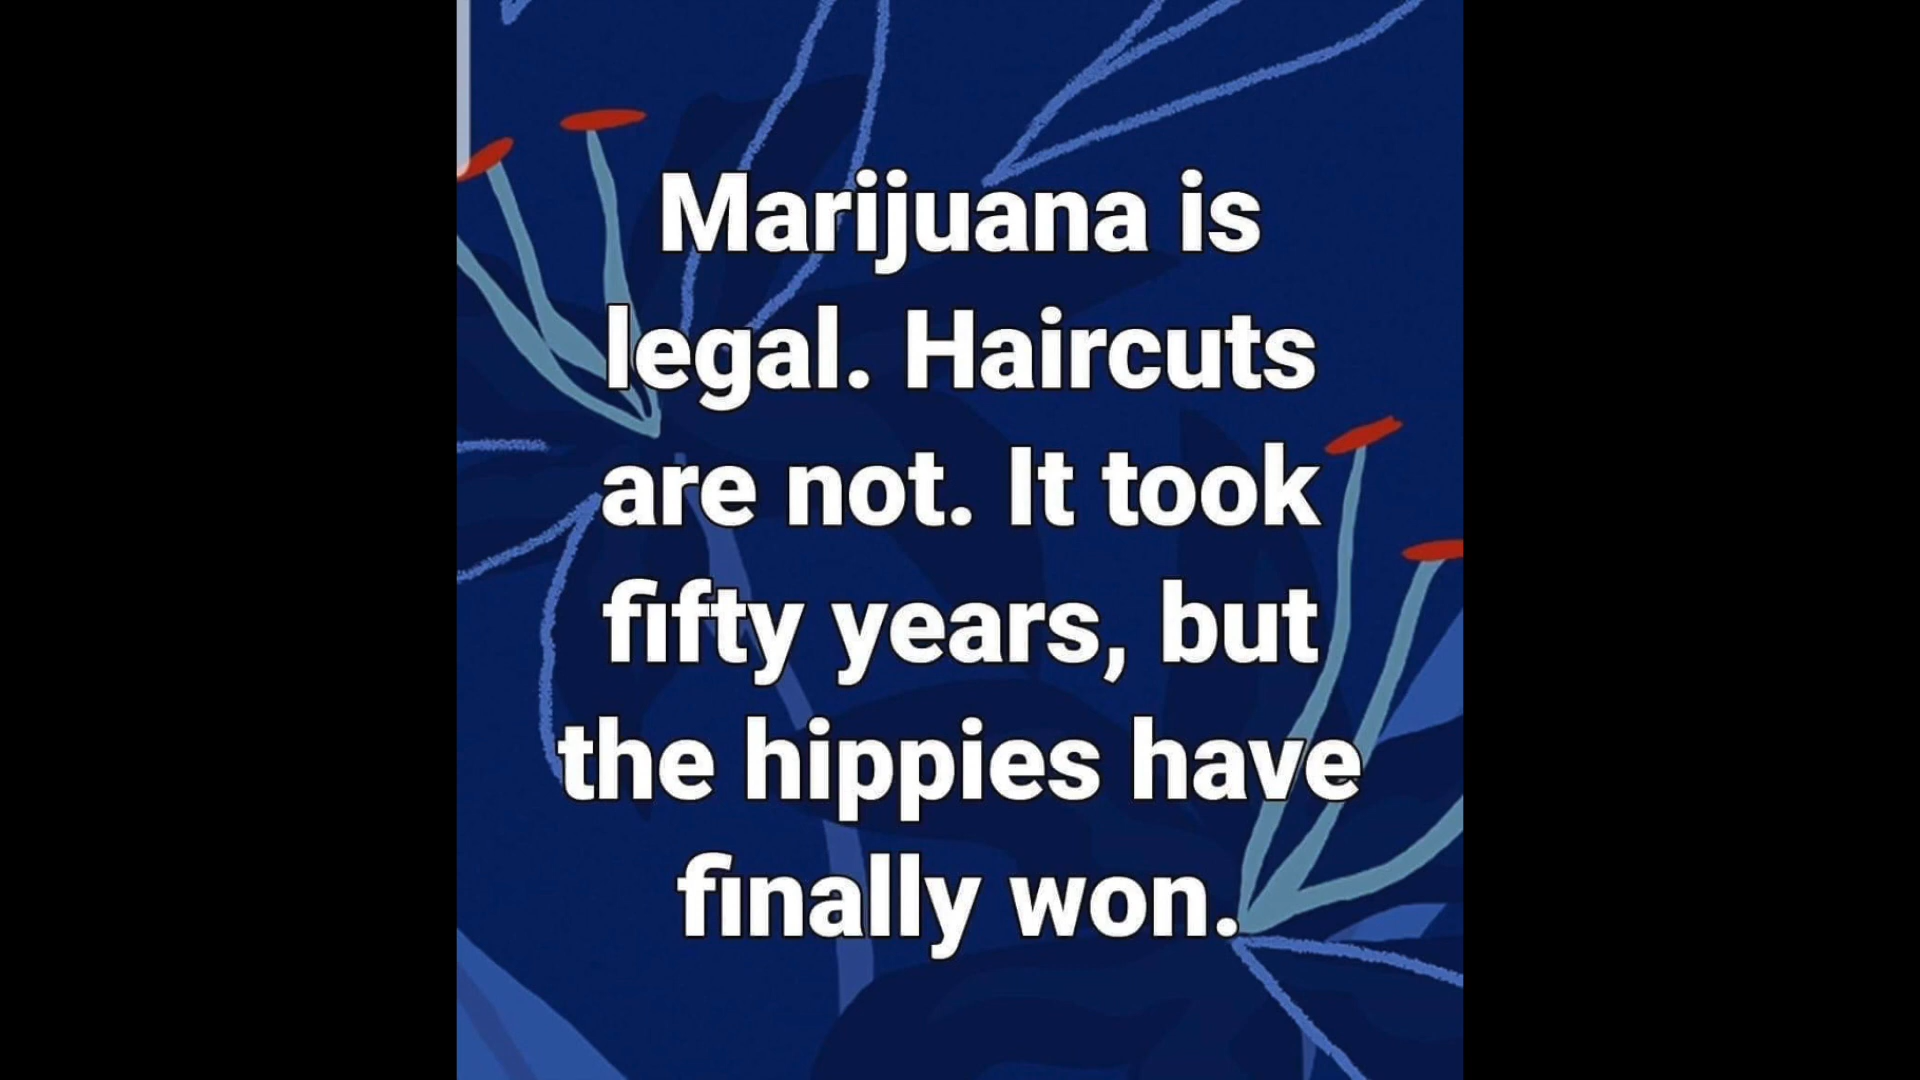 Marijuana is
legal. Haircuts
are not. It took
fifty years, but
the hippies have
finally won.